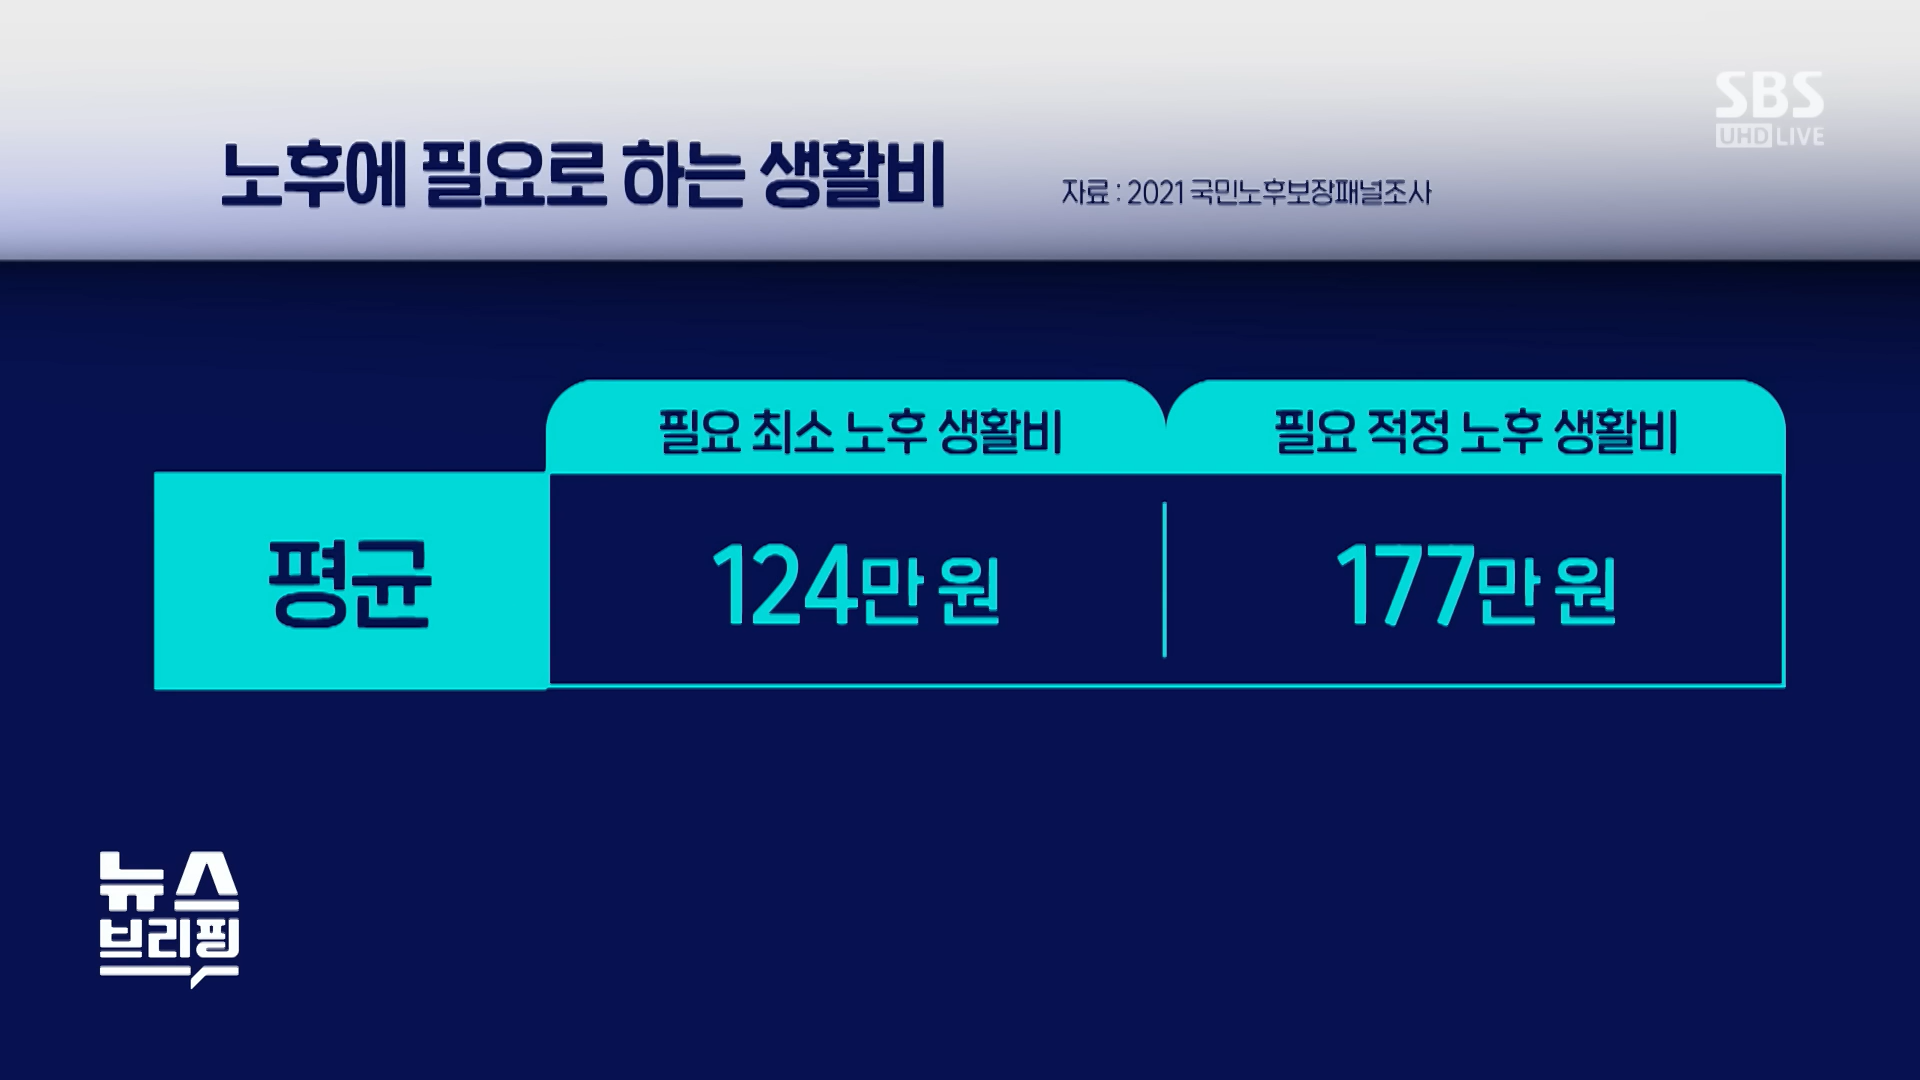 SBS
UHD LIVE
노후에 필요로 하는 생활비
자료 : 2021 국민노후보장패널조사
필요 최소 노후 생활비
필요 적정 노후 생활비
평균
124만 원
177만 원
뉴스
브리핑